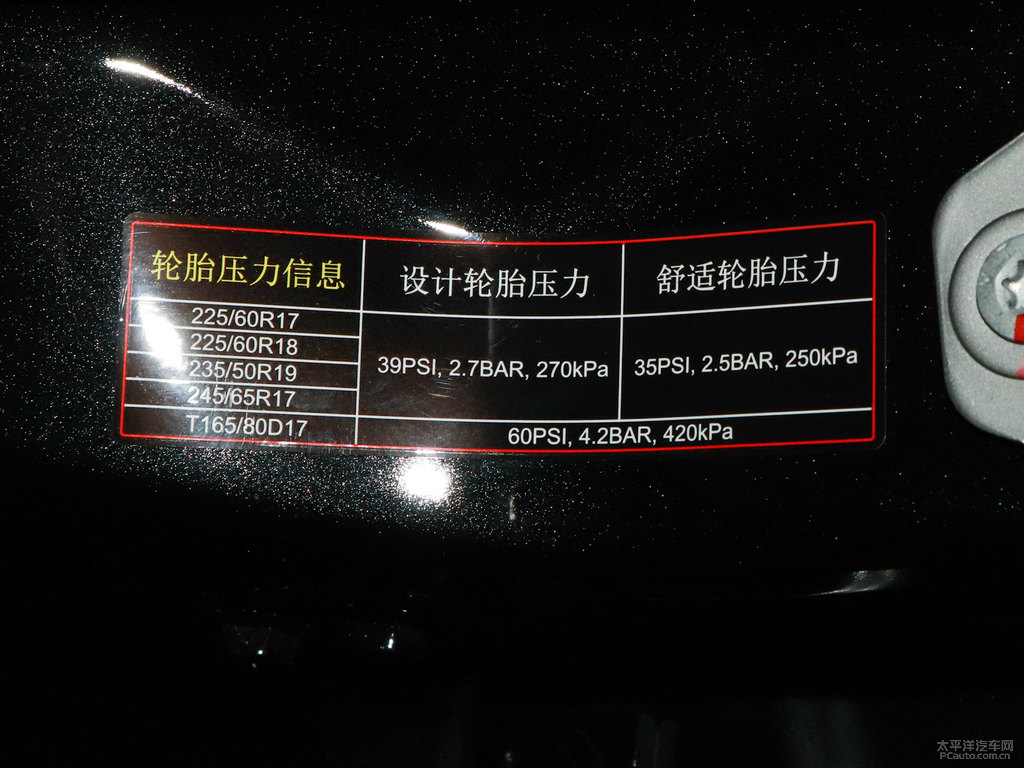 轮胎压力信息 设计轮胎压力 舒适轮胎压力
225/60R17
225/60R18
235/50R19 39PSI, 2.7BAR, 270kPa 35PSI, 2.5BAR, 250kPa
245/65R17
T165/80D17 60PSI, 4.2BAR, 420kPa
太平洋汽车网
PCauto.com.cn